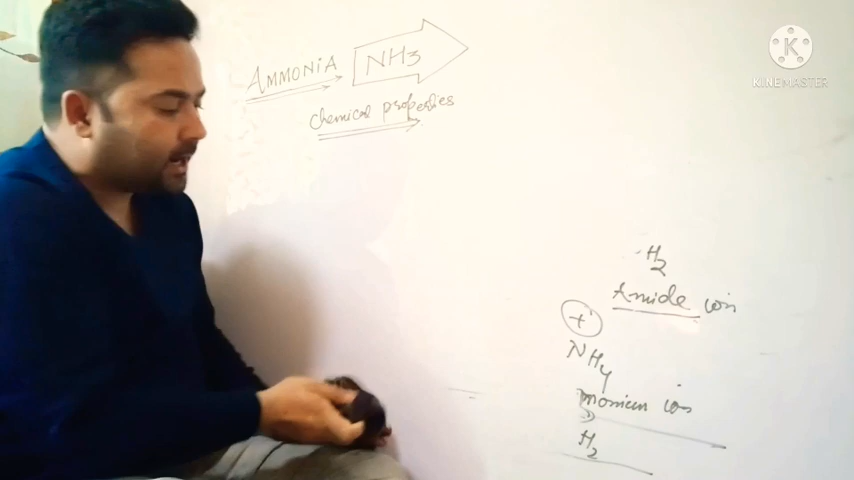 AMMONIA NH3
chemical properties
H2
Amide ion
+
NH4
monium ion
H2
K
KINEMASTER